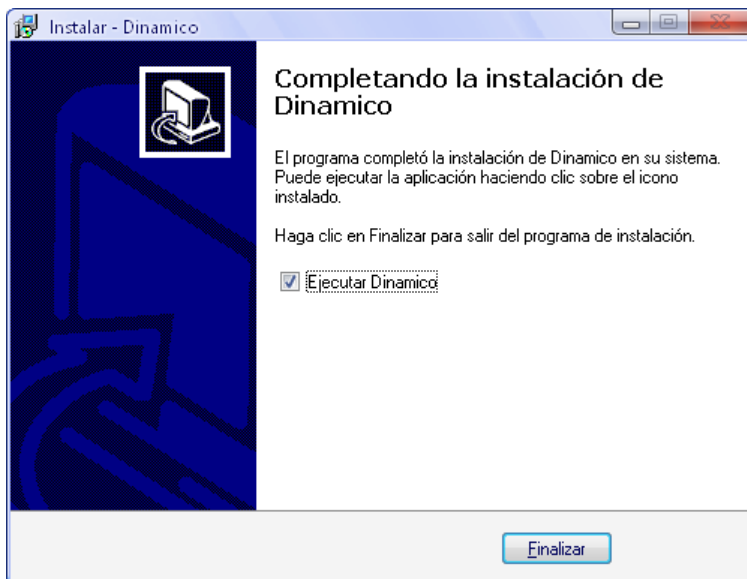 Instalar - Dinamico
Completando la instalación de
Dinamico
El programa completó la instalación de Dinamico en su sistema.
Puede ejecutar la aplicación haciendo clic sobre el icono
instalado.
Haga clic en Finalizar para salir del programa de instalación.
Ejecutar Dinamico
Finalizar